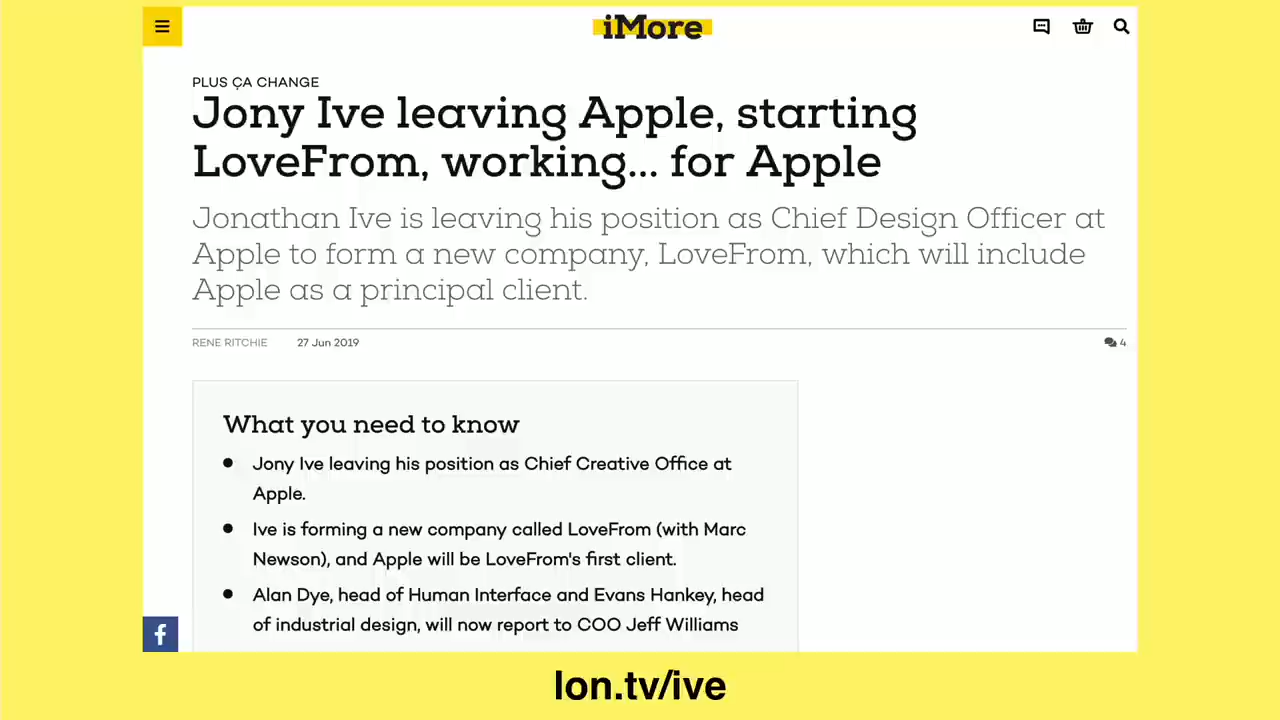 iMore
PLUS ÇA CHANGE
Jony Ive leaving Apple, starting
LoveFrom, working... for Apple
Jonathan Ive is leaving his position as Chief Design Officer at
Apple to form a new company, LoveFrom, which will include
Apple as a principal client.
RENE RITCHIE 27 Jun 2019 4
What you need to know
Jony Ive leaving his position as Chief Creative Office at
Apple.
Ive is forming a new company called LoveFrom (with Marc
Newson), and Apple will be LoveFrom's first client.
Alan Dye, head of Human Interface and Evans Hankey, head
of industrial design, will now report to COO Jeff Williams
f
lon.tv/ive